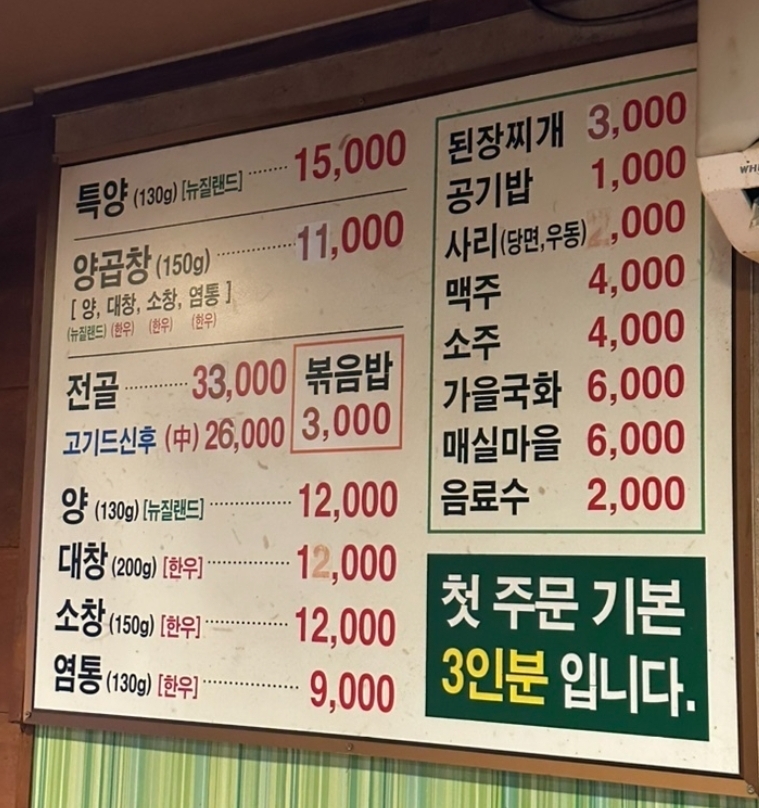 특양 (130g) [뉴질랜드] ········ 15,000
양곱창 (150g) ·············· 11,000
[ 양, 대창, 소창, 염통 ]
(뉴질랜드) (한우) (한우) (한우)
전골 ··········· 33,000
고기드신후 (中) 26,000
볶음밥
3,000
양 (130g) [뉴질랜드] ·············· 12,000
대창 (200g) [한우] ·············· 12,000
소창 (150g) [한우] ·············· 12,000
염통 (130g) [한우] ·············· 9,000
된장찌개 3,000
공기밥 1,000
사리(당면,우동) ,000
맥주 4,000
소주 4,000
가을국화 6,000
매실마을 6,000
음료수 2,000
첫 주문 기본
3인분 입니다.